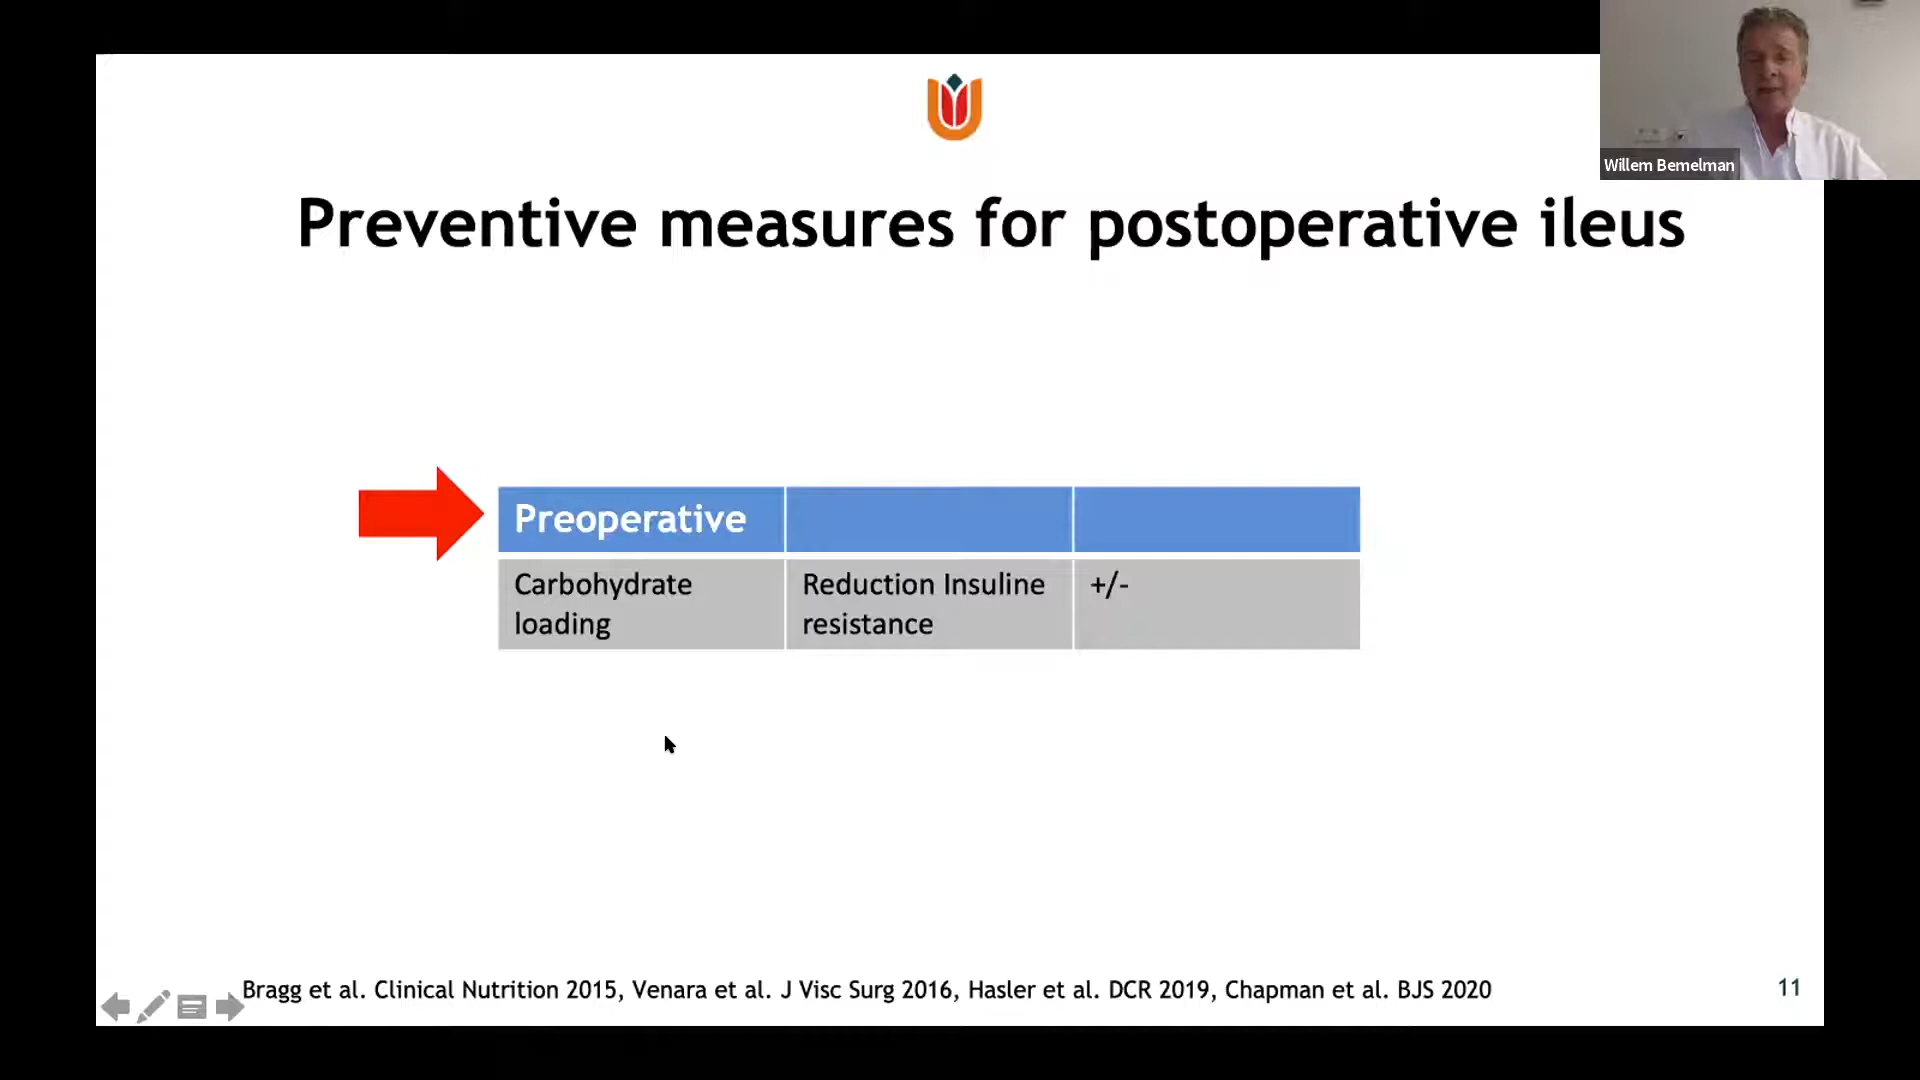 Willem Bemelman
Preventive measures for postoperative ileus
Preoperative
Carbohydrate
loading
Reduction Insuline
resistance
+/-
Bragg et al. Clinical Nutrition 2015, Venara et al. J Visc Surg 2016, Hasler et al. DCR 2019, Chapman et al. BJS 2020
11